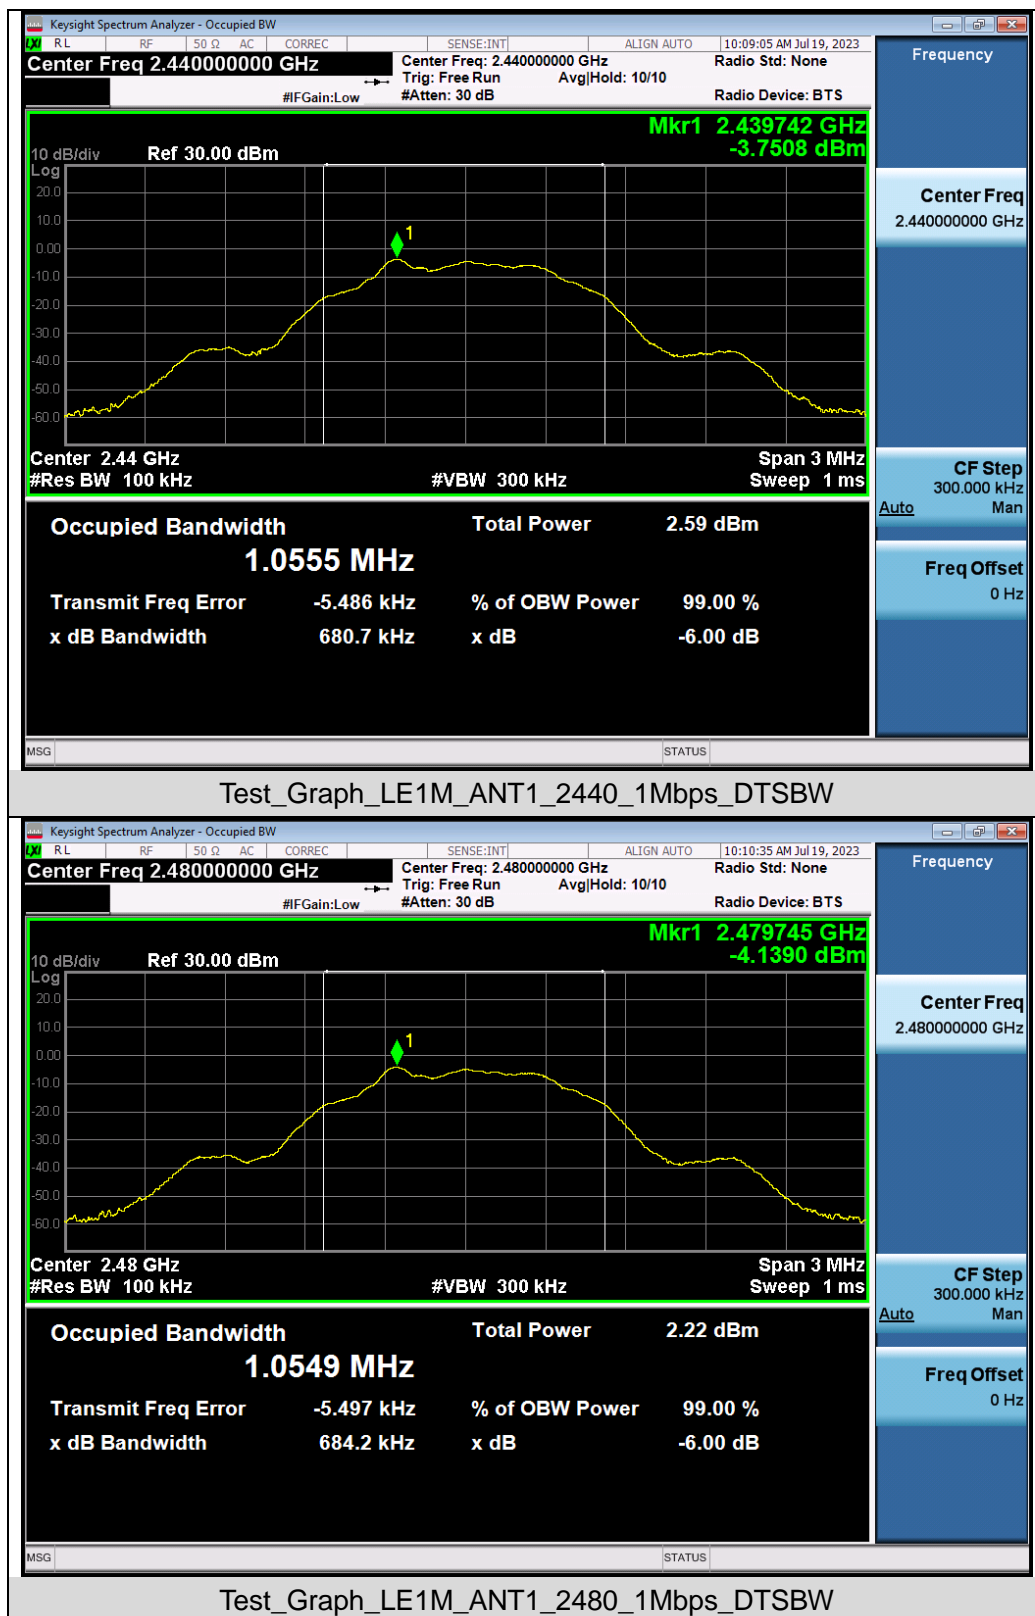 Keysight Spectrum Analyzer - Occupied BW
LXI RL RF 50 Ω AC CORREC SENSE:INT ALIGN AUTO 10:09:05 AM Jul 19, 2023
Center Freq 2.440000000 GHz
Center Freq: 2.440000000 GHz
Radio Std: None
Trig: Free Run Avg|Hold: 10/10
#IFGain:Low #Atten: 30 dB Radio Device: BTS
Frequency
Mkr1 2.439742 GHz
-3.7508 dBm
10 dB/div Ref 30.00 dBm
Log
20.0
10.0
0.00
-10.0
-20.0
-30.0
-40.0
-50.0
-60.0
1
Center Freq
2.440000000 GHz
Center 2.44 GHz Span 3 MHz
#Res BW 100 kHz #VBW 300 kHz Sweep 1 ms
CF Step
300.000 kHz
Auto Man
Freq Offset
0 Hz
Occupied Bandwidth Total Power 2.59 dBm
1.0555 MHz
Transmit Freq Error -5.486 kHz % of OBW Power 99.00 %
x dB Bandwidth 680.7 kHz x dB -6.00 dB
MSG STATUS
Test_Graph_LE1M_ANT1_2440_1Mbps_DTSBW
Keysight Spectrum Analyzer - Occupied BW
LXI RL RF 50 Ω AC CORREC SENSE:INT ALIGN AUTO 10:10:35 AM Jul 19, 2023
Center Freq 2.480000000 GHz
Center Freq: 2.480000000 GHz
Radio Std: None
Trig: Free Run Avg|Hold: 10/10
#IFGain:Low #Atten: 30 dB Radio Device: BTS
Frequency
Mkr1 2.479745 GHz
-4.1390 dBm
10 dB/div Ref 30.00 dBm
Log
20.0
10.0
0.00
-10.0
-20.0
-30.0
-40.0
-50.0
-60.0
1
Center Freq
2.480000000 GHz
Center 2.48 GHz Span 3 MHz
#Res BW 100 kHz #VBW 300 kHz Sweep 1 ms
CF Step
300.000 kHz
Auto Man
Freq Offset
0 Hz
Occupied Bandwidth Total Power 2.22 dBm
1.0549 MHz
Transmit Freq Error -5.497 kHz % of OBW Power 99.00 %
x dB Bandwidth 684.2 kHz x dB -6.00 dB
MSG STATUS
Test_Graph_LE1M_ANT1_2480_1Mbps_DTSBW